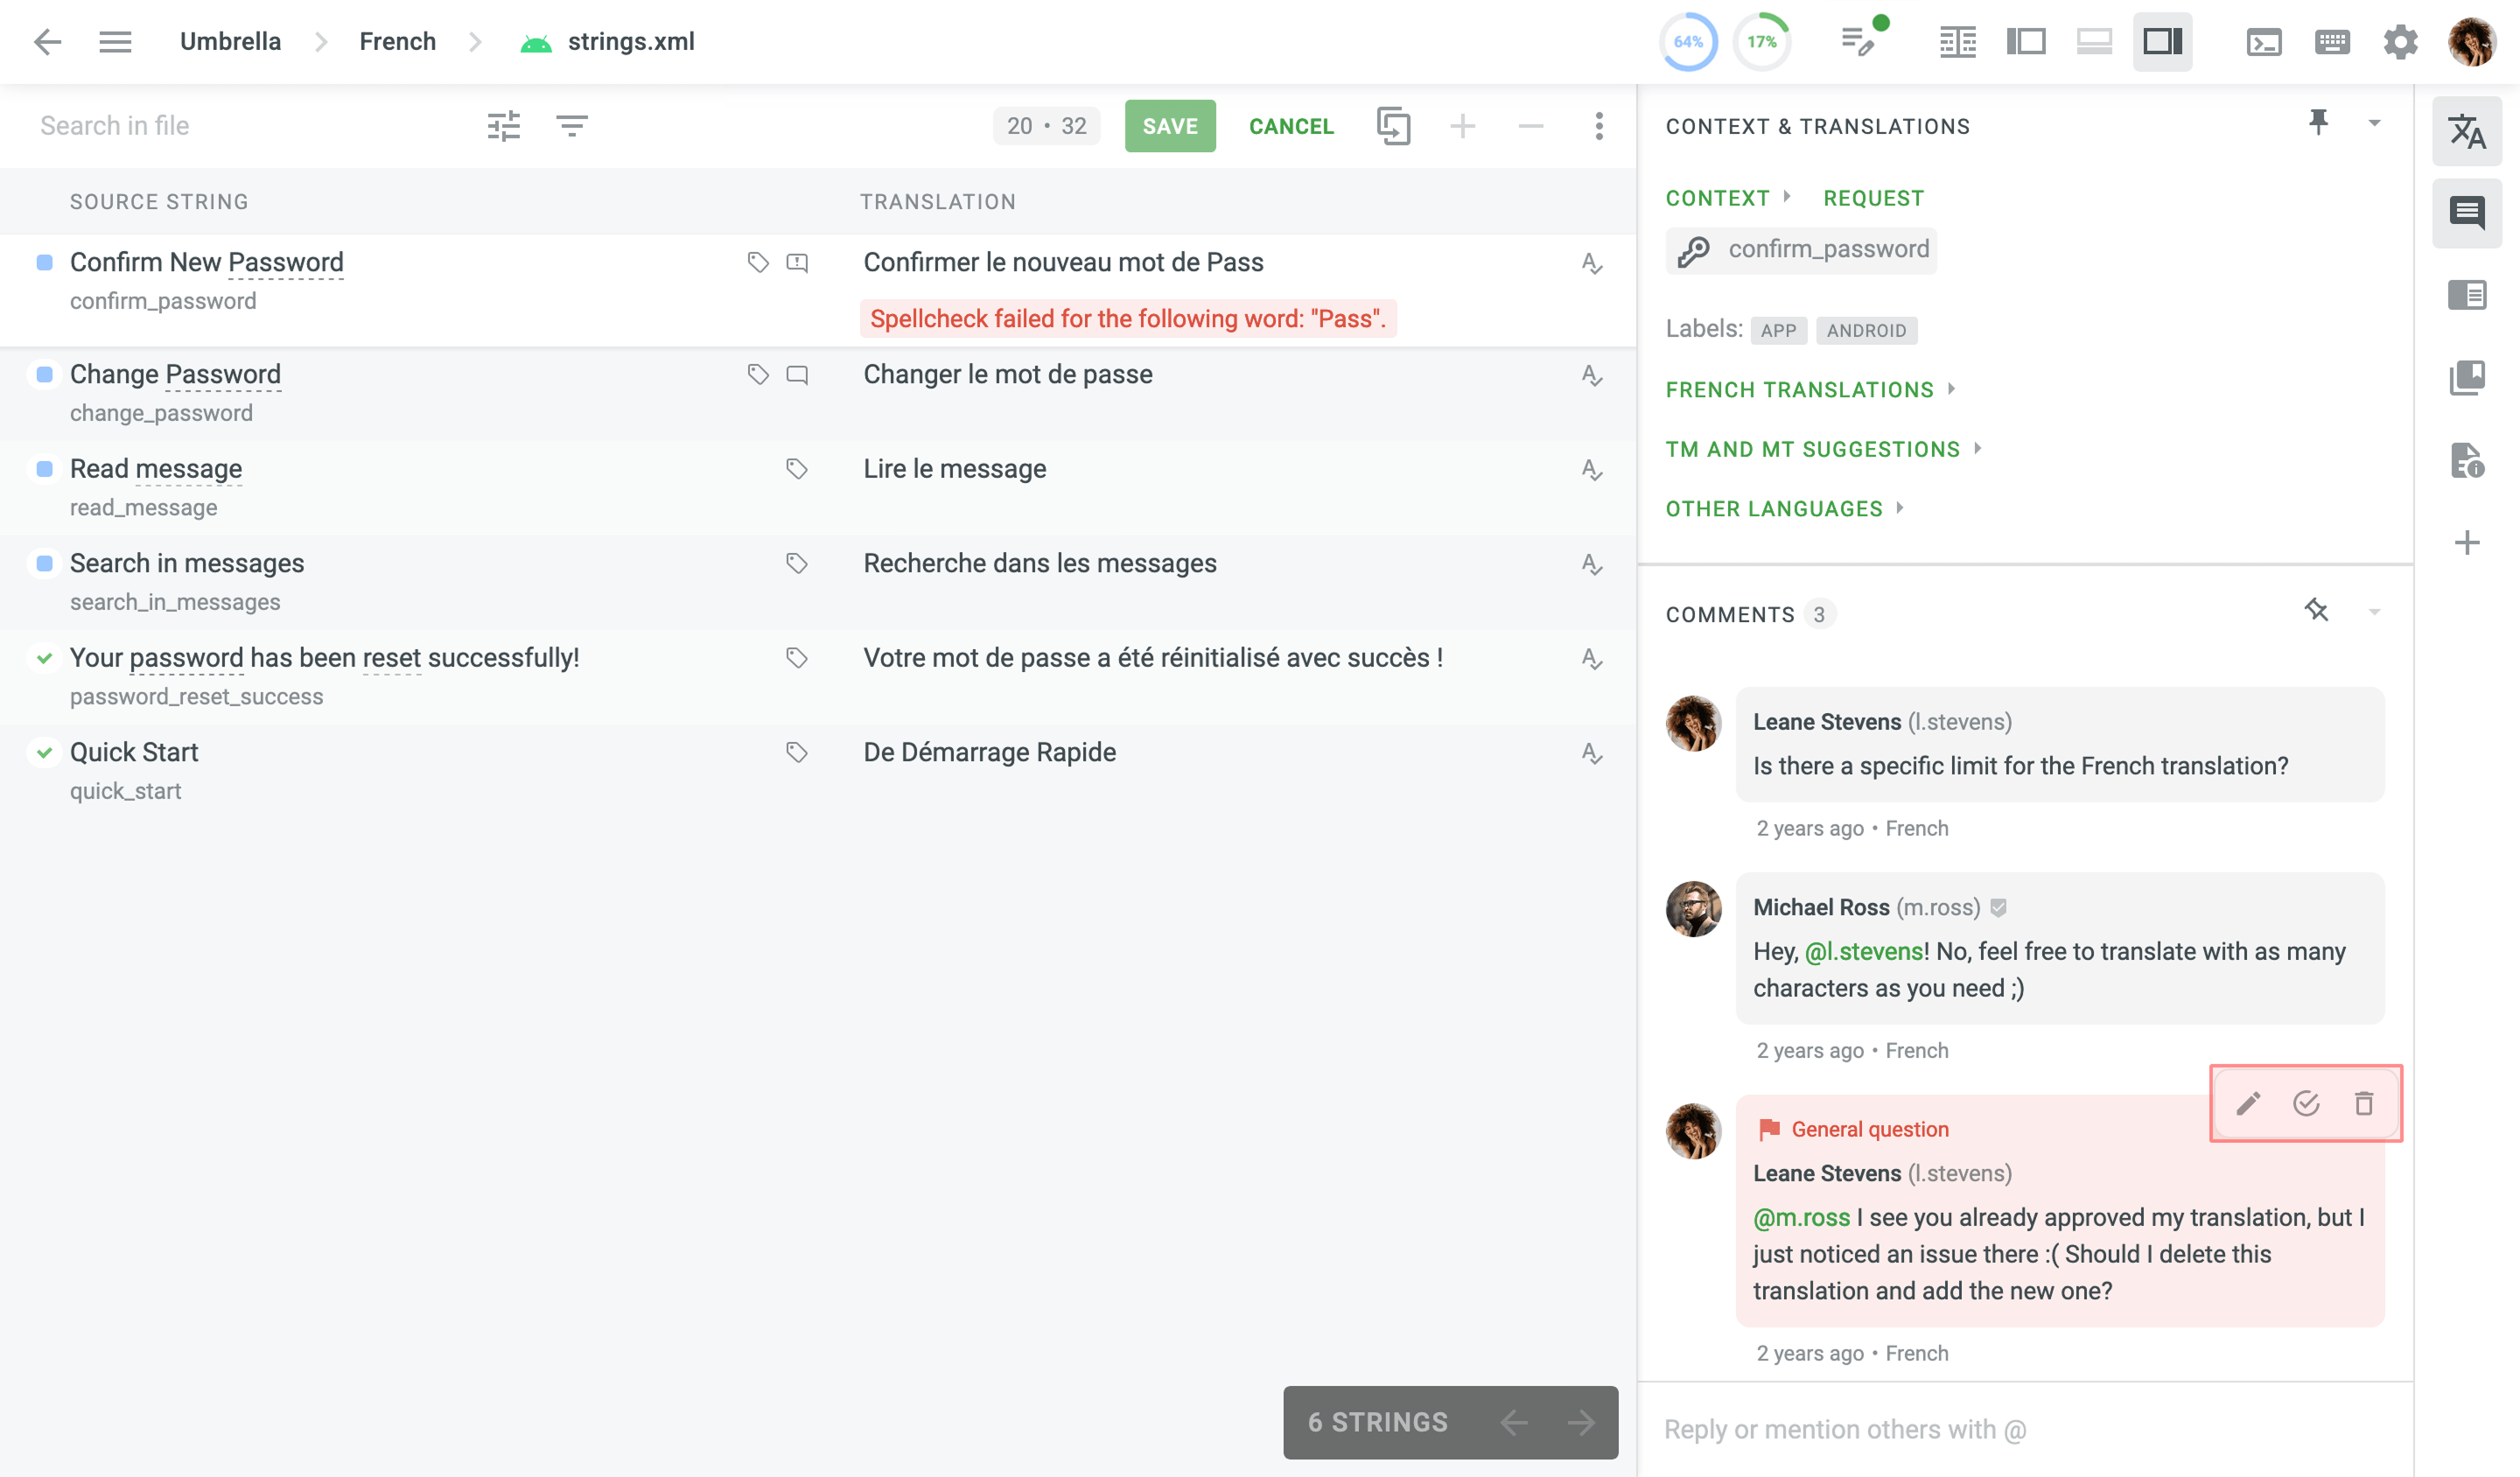 Umbrella
French
strings.xml
64%
17%
Search in file
20 • 32
SAVE
CANCEL
SOURCE STRING
TRANSLATION
Confirm New Password
confirm_password
Confirmer le nouveau mot de Pass
Spellcheck failed for the following word: "Pass".
Change Password
change_password
Changer le mot de passe
Read message
read_message
Lire le message
Search in messages
search_in_messages
Recherche dans les messages
Your password has been reset successfully!
password_reset_success
Votre mot de passe a été réinitialisé avec succès !
Quick Start
quick_start
De Démarrage Rapide
6 STRINGS
CONTEXT & TRANSLATIONS
CONTEXT
REQUEST
confirm_password
Labels: APP ANDROID
FRENCH TRANSLATIONS
TM AND MT SUGGESTIONS
OTHER LANGUAGES
COMMENTS 3
Leane Stevens (l.stevens)
Is there a specific limit for the French translation?
2 years ago • French
Michael Ross (m.ross)
Hey, @l.stevens! No, feel free to translate with as many
characters as you need ;)
2 years ago • French
General question
Leane Stevens (l.stevens)
@m.ross I see you already approved my translation, but I
just noticed an issue there :( Should I delete this
translation and add the new one?
2 years ago • French
Reply or mention others with @